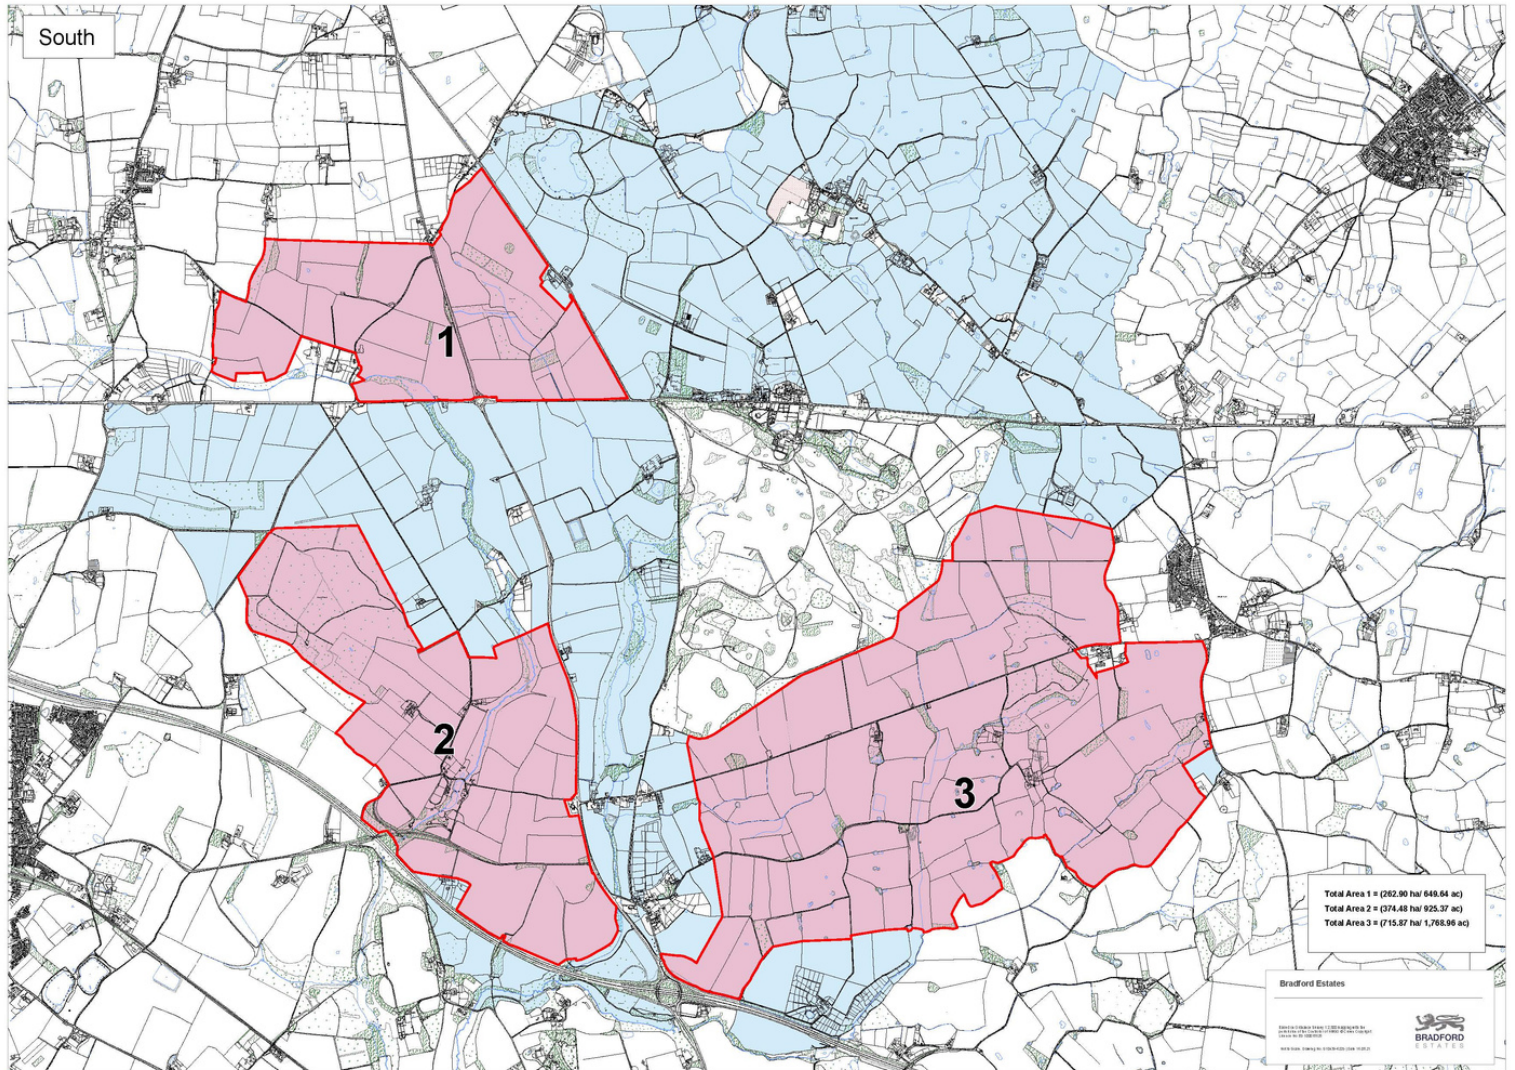 South
1
2
3
Total Area 1 = (262.90 ha/ 649.64 ac)
Total Area 2 = (374.48 ha/ 925.37 ac)
Total Area 3 = (715.87 ha/ 1,768.96 ac)
Bradford Estates
BRADFORD
ESTATES